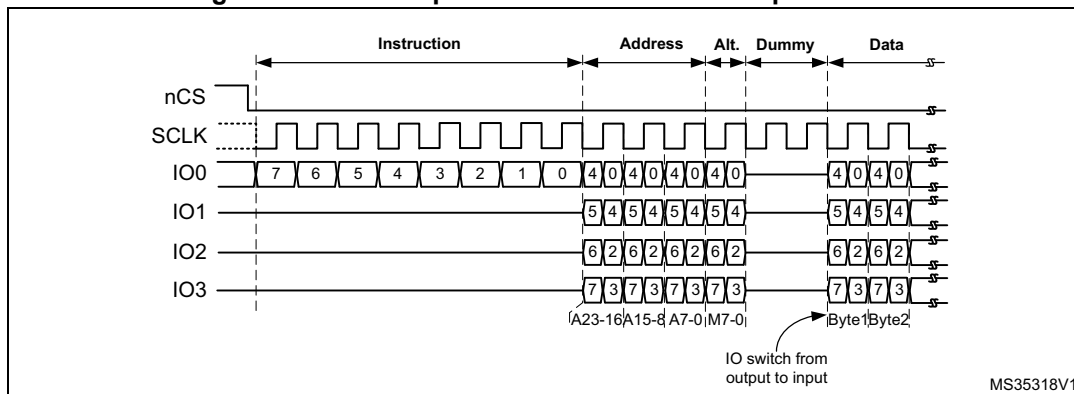 Instruction Address Alt. Dummy Data
nCS
SCLK
IO0 7 6 5 4 3 2 1 0 4 0 4 0 4 0 4 0 4 0 4 0
IO1 5 4 5 4 5 4 5 4 5 4 5 4
IO2 6 2 6 2 6 2 6 2 6 2 6 2
IO3 7 3 7 3 7 3 7 3 7 3 7 3
A23-16 A15-8 A7-0 M7-0 Byte1 Byte2
IO switch from
output to input
MS35318V1